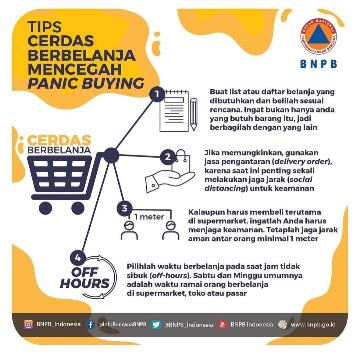 TIPS
CERDAS
BERBELANJA
MENCEGAH
PANIC BUYING
BNPB
CERDAS
BERBELANJA
1
Buat list atau daftar belanja yang
dibutuhkan dan belilah sesuai
rencana. Ingat bukan hanya anda
yang butuh barang itu, jadi
berbagilah dengan yang lain
2
Jika memungkinkan, gunakan
jasa pengantaran (delivery order),
karena saat ini penting sekali
melakukan jaga jarak (social
distancing) untuk keamanan
3
1 meter
Kalaupun harus membeli terutama
di supermarket, ingatlah Anda harus
menjaga keamanan. Tetaplah jaga jarak
aman antar orang minimal 1 meter
4
OFF
HOURS
Pilihlah waktu berbelanja pada saat jam tidak
sibuk (off-hours). Sabtu dan Minggu umumnya
adalah waktu ramai orang berbelanja
di supermarket, toko atau pasar
BNPB_Indonesia
InfoBencanaBNPB
@BNPB_Indonesia
BNPB Indonesia
www.bnpb.go.id